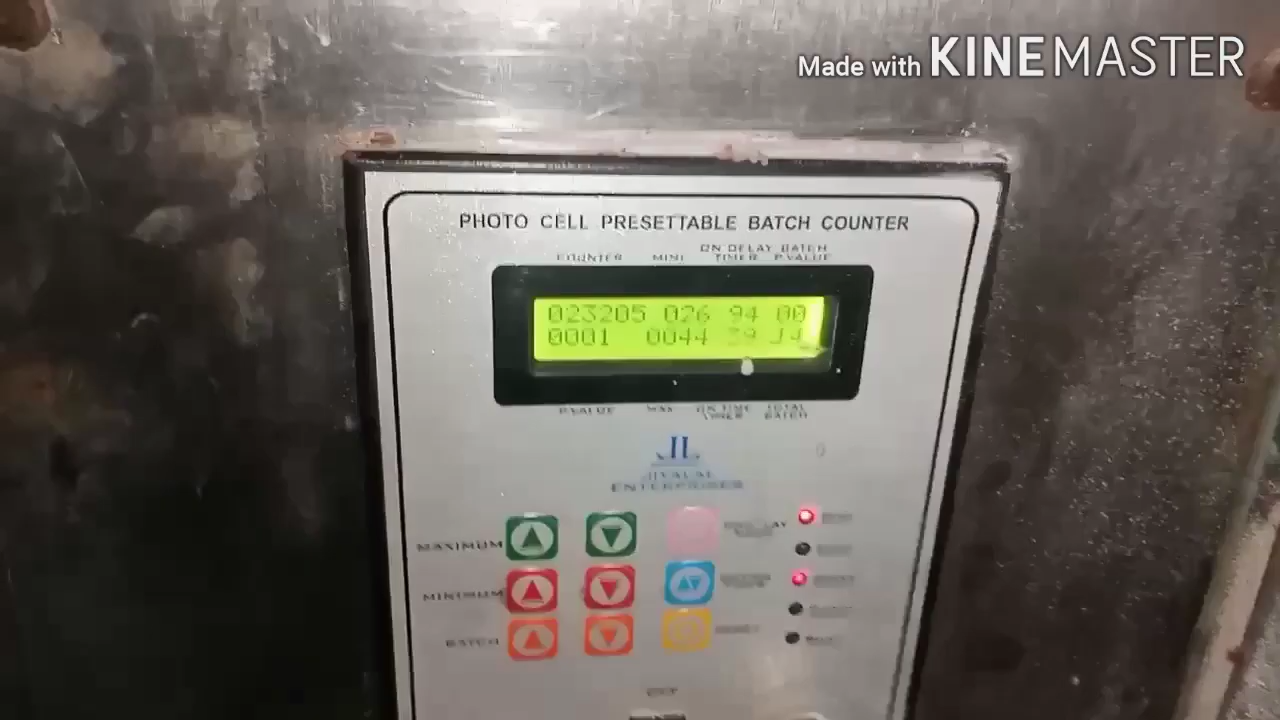 Made with KINEMASTER
PHOTO CELL PRESETTABLE BATCH COUNTER
COUNTER MINI ON DELAY TIMER BATCH P.VALUE
023205 026 94 00
0001 0044
P.VALUE MAX ON TIME TIMER TOTAL BATCH
JL
ENTERPRISES
MAXIMUM
MINIMUM
BATCH